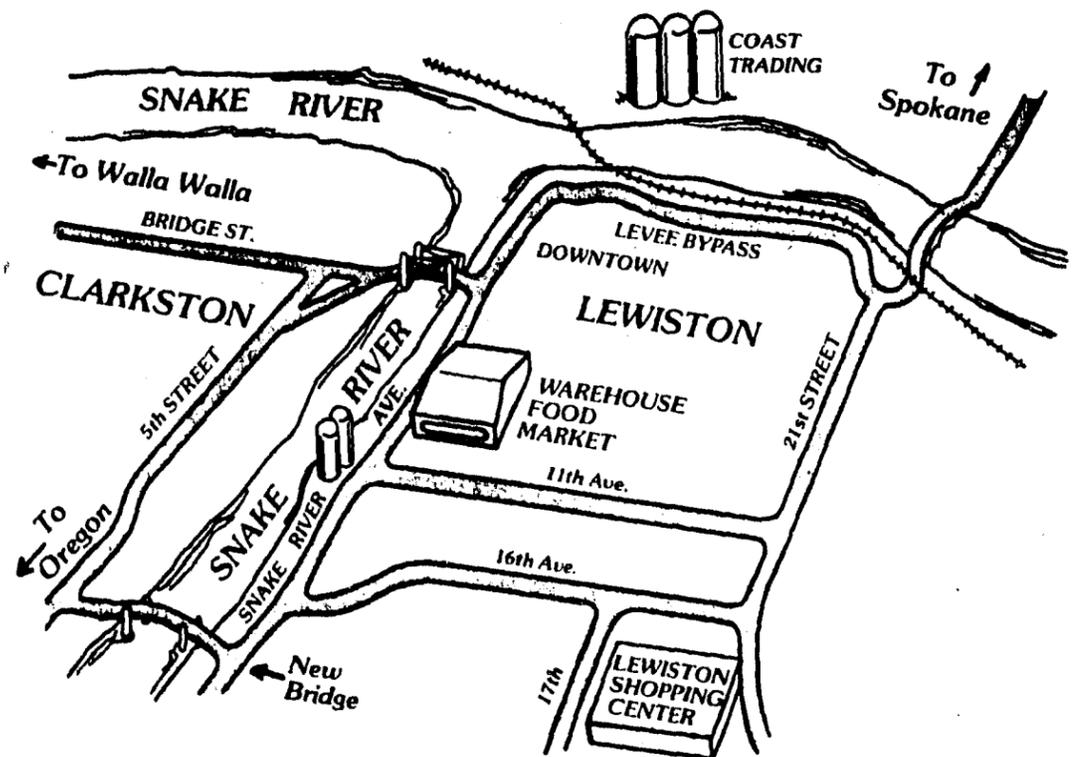 COAST
TRADING
To
Spokane
SNAKE RIVER
To Walla Walla
BRIDGE ST.
LEVEE BYPASS
DOWNTOWN
CLARKSTON
LEWISTON
RIVER
5th STREET
AVE.
WAREHOUSE
FOOD
MARKET
21st STREET
11th Ave.
SNAKE
RIVER
To
Oregon
16th Ave.
SNAKE
New
Bridge
17th
LEWISTON
SHOPPING
CENTER